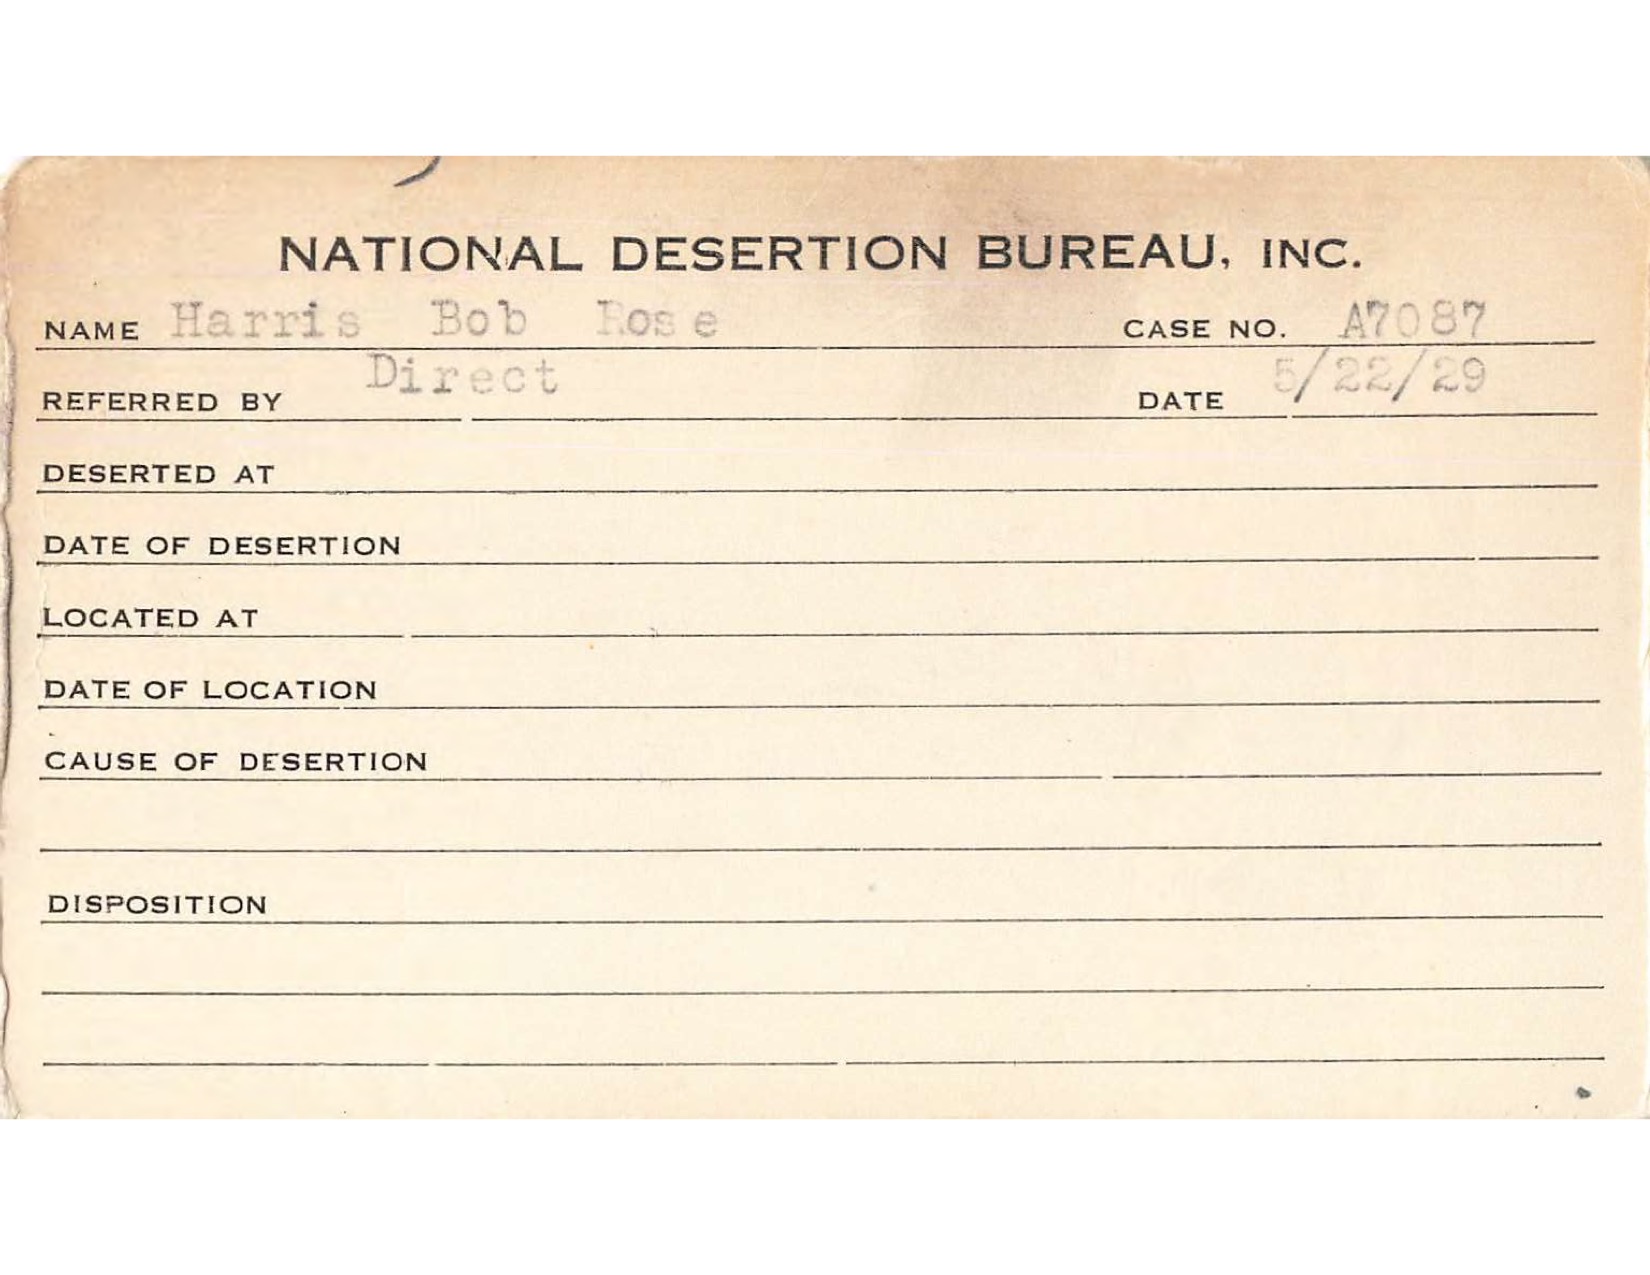 NATIONAL DESERTION BUREAU, INC.
NAME Harris Bob Rose CASE NO. A7087
REFERRED BY Direct DATE 5/22/29
DESERTED AT
DATE OF DESERTION
LOCATED AT
DATE OF LOCATION
CAUSE OF DESERTION
DISPOSITION